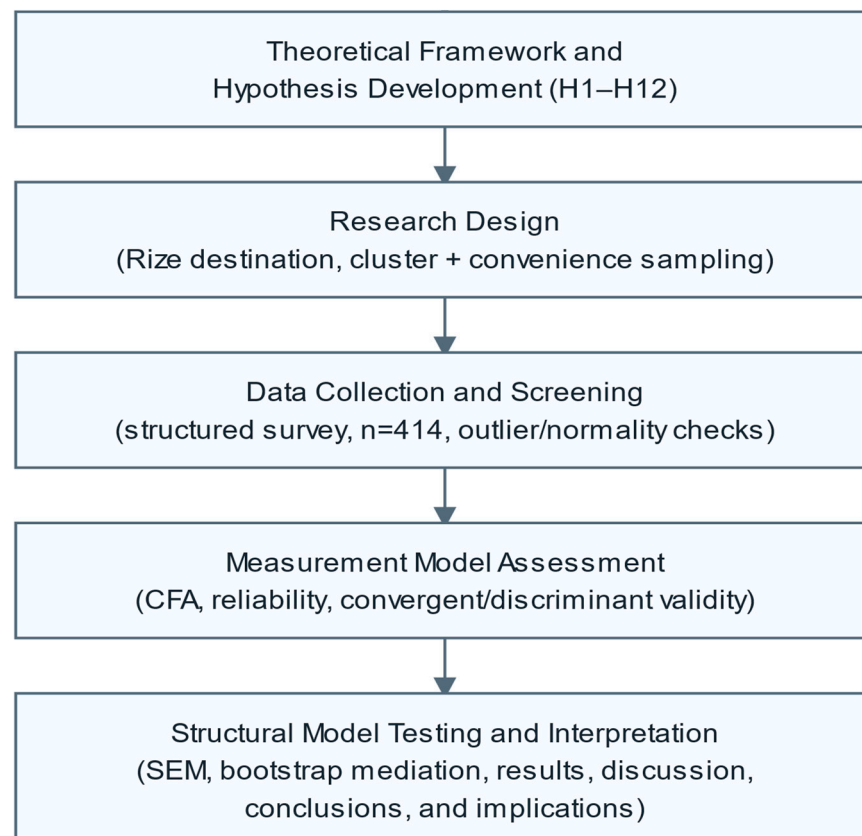 Theoretical Framework and
Hypothesis Development (H1–H12)
Research Design
(Rize destination, cluster + convenience sampling)
Data Collection and Screening
(structured survey, n=414, outlier/normality checks)
Measurement Model Assessment
(CFA, reliability, convergent/discriminant validity)
Structural Model Testing and Interpretation
(SEM, bootstrap mediation, results, discussion,
conclusions, and implications)